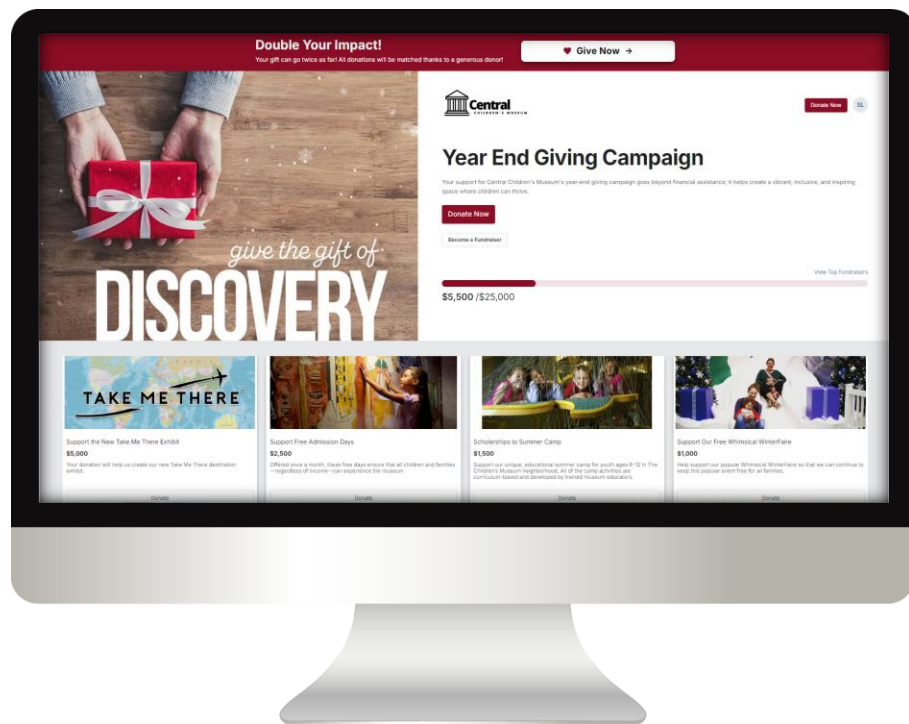 Double Your Impact!
Your gift can go twice as far! All donations will be matched thanks to a generous donor!
Give Now →
give the gift of
DISCOVERY
Central
CHILDREN'S MUSEUM
Donate Now
SL
Year End Giving Campaign
Your support for Central Children's Museum's year-end giving campaign goes beyond financial assistance; it helps create a vibrant, inclusive, and inspiring
space where children can thrive.
Donate Now
Become a Fundraiser
View Top Fundraisers
$5,500 /$25,000
TAKE ME THERE
Support the New Take Me There Exhibit
$5,000
Your donation will help us create our new Take Me There destination
exhibit.
Donate
Support Free Admission Days
$2,500
Offered once a month, these free days ensure that all children and families
—regardless of income—can experience the museum.
Donate
Scholarships to Summer Camp
$1,500
Support our unique, educational summer camp for youth ages 6-12 in The
Children's Museum neighborhood. All of the camp activities are
curriculum-based and developed by trained museum educators.
Donate
Support Our Free Whimsical WinterFaire
$1,000
Help support our popular Whimsical Winterfaire so that we can continue to
keep this popular event free for all families.
Donate